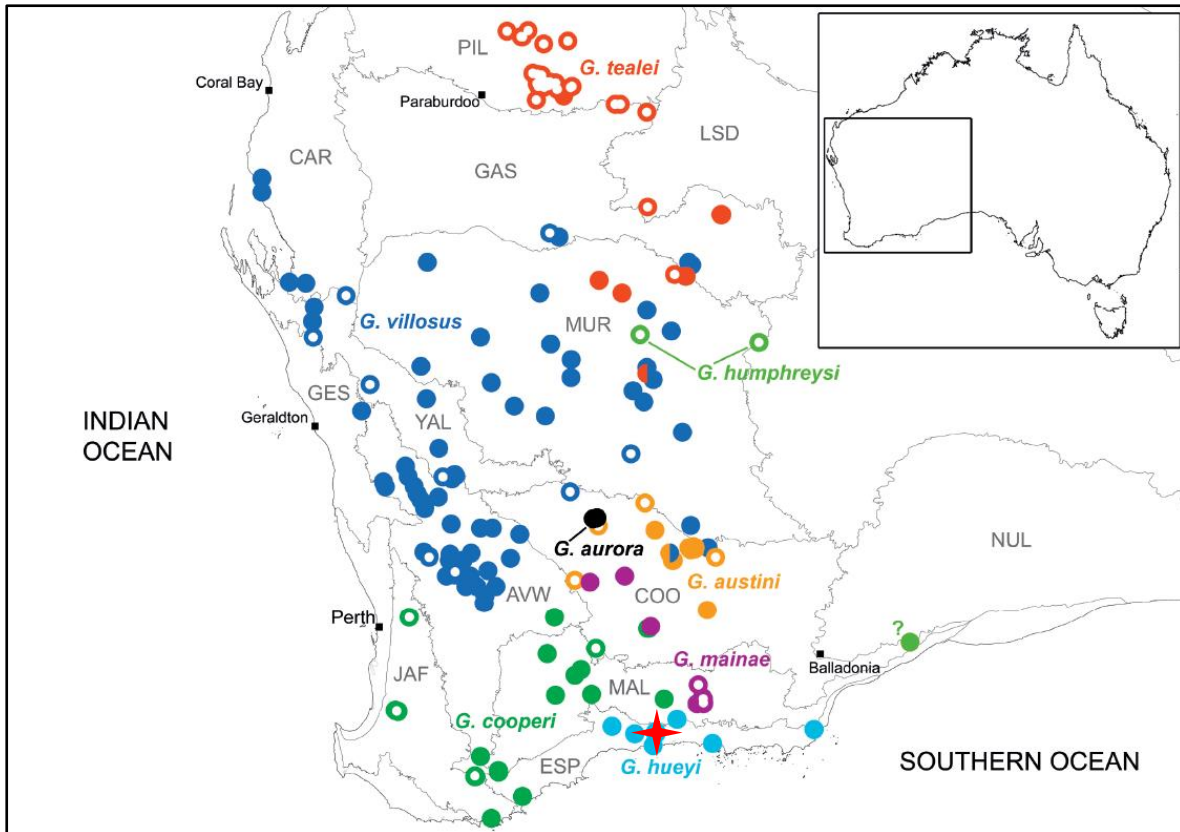 PIL
G. tealei
Coral Bay
Paraburdoo
LSD
CAR
GAS
G. villosus
MUR
G. humphreysi
GES
Geraldton
YAL
INDIAN
OCEAN
G. aurora
NUL
G. austini
AVW
COO
Perth
?
G. mainae
Balladonia
JAF
MAL
G. cooperi
ESP
G. hueyi
SOUTHERN OCEAN